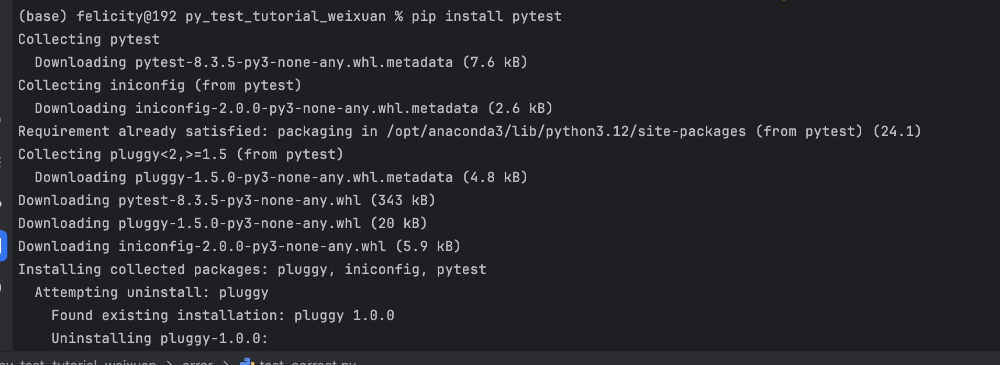 (base) felicity@192 py_test_tutorial_weixuan % pip install pytest
Collecting pytest
  Downloading pytest-8.3.5-py3-none-any.whl.metadata (7.6 kB)
Collecting iniconfig (from pytest)
  Downloading iniconfig-2.0.0-py3-none-any.whl.metadata (2.6 kB)
Requirement already satisfied: packaging in /opt/anaconda3/lib/python3.12/site-packages (from pytest) (24.1)
Collecting pluggy<2,>=1.5 (from pytest)
  Downloading pluggy-1.5.0-py3-none-any.whl.metadata (4.8 kB)
Downloading pytest-8.3.5-py3-none-any.whl (343 kB)
Downloading pluggy-1.5.0-py3-none-any.whl (20 kB)
Downloading iniconfig-2.0.0-py3-none-any.whl (5.9 kB)
Installing collected packages: pluggy, iniconfig, pytest
  Attempting uninstall: pluggy
    Found existing installation: pluggy 1.0.0
    Uninstalling pluggy-1.0.0:
py_test_tutorial_weixuan > error > test_correct.py